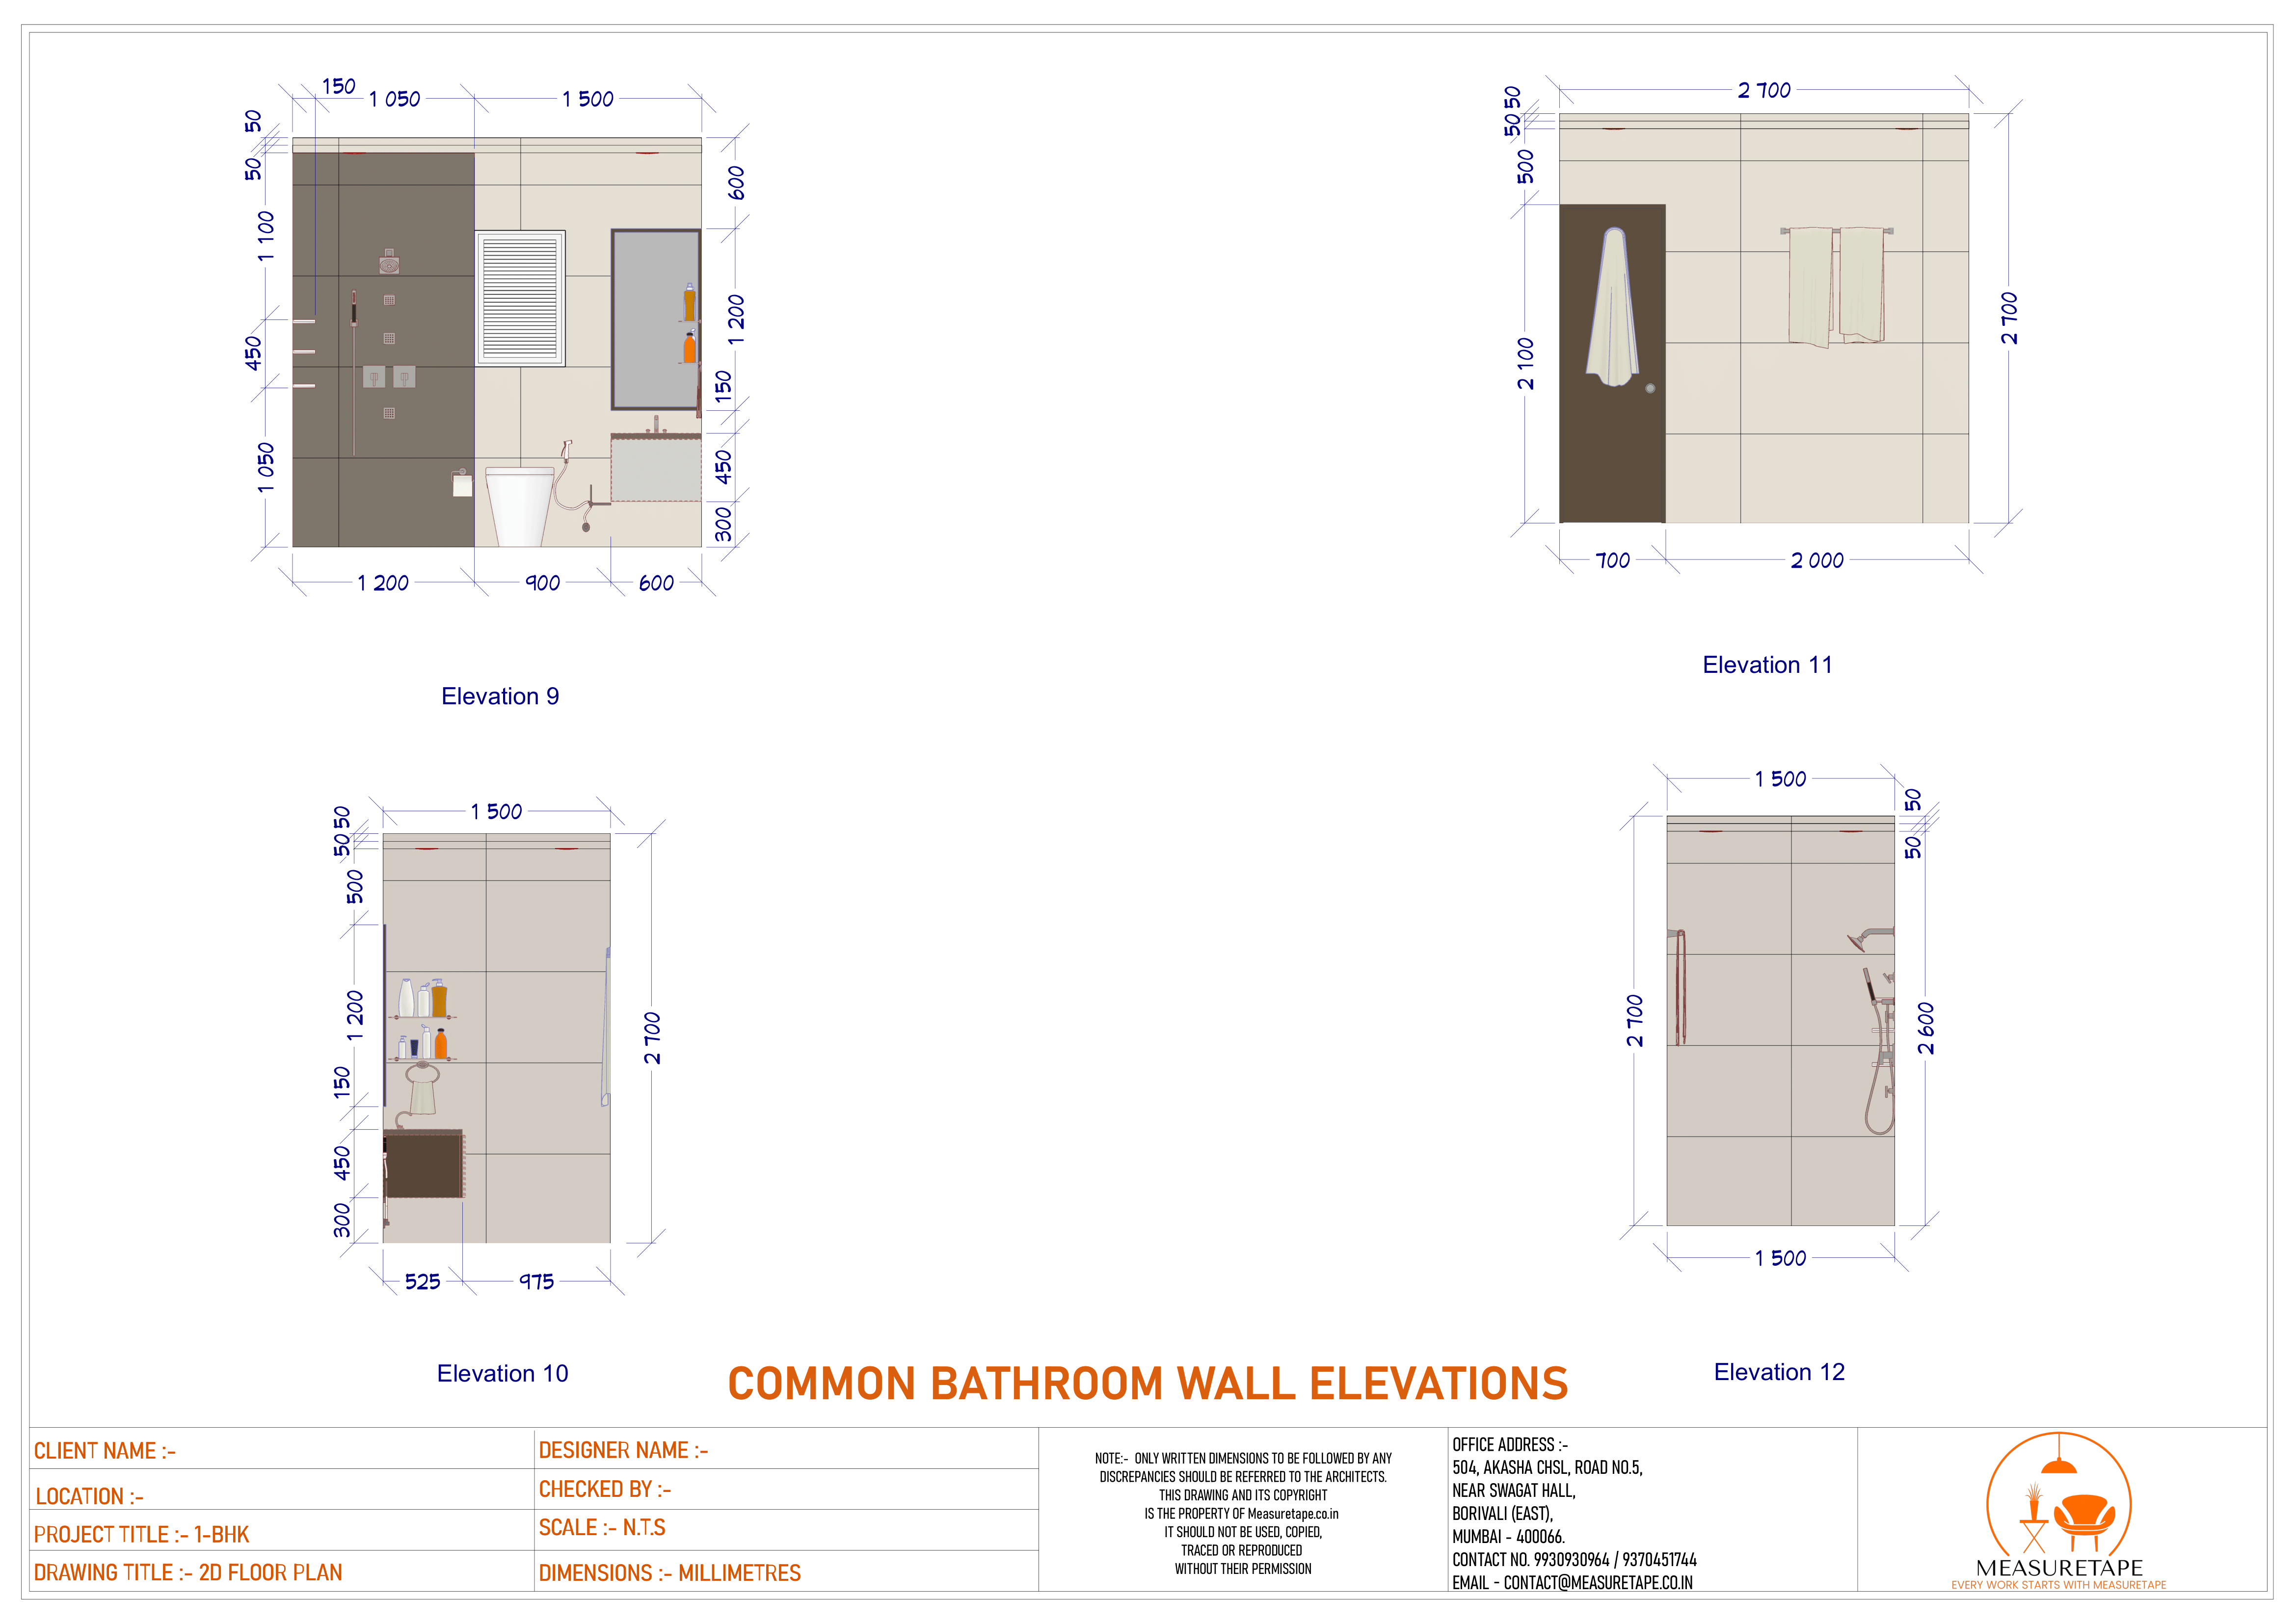 150
1 050
1 500
50
50
1 100
450
1 050
600
1 200
150
450
300
1 200
900
600
Elevation 9
2 700
50
50
500
2 100
2 700
700
2 000
Elevation 11
1 500
50
50
500
1 200
150
450
300
2 700
525
975
Elevation 10
1 500
50
50
2 700
2 600
1 500
Elevation 12
COMMON BATHROOM WALL ELEVATIONS
CLIENT NAME :-
LOCATION :-
PROJECT TITLE :- 1-BHK
DRAWING TITLE :- 2D FLOOR PLAN
DESIGNER NAME :-
CHECKED BY :-
SCALE :- N.T.S
DIMENSIONS :- MILLIMETRES
NOTE:- ONLY WRITTEN DIMENSIONS TO BE FOLLOWED BY ANY
DISCREPANCIES SHOULD BE REFERRED TO THE ARCHITECTS.
THIS DRAWING AND ITS COPYRIGHT
IS THE PROPERTY OF Measuretape.co.in
IT SHOULD NOT BE USED, COPIED,
TRACED OR REPRODUCED
WITHOUT THEIR PERMISSION
OFFICE ADDRESS :-
504, AKASHA CHSL, ROAD NO.5,
NEAR SWAGAT HALL,
BORIVALI (EAST),
MUMBAI - 400066.
CONTACT NO. 9930930964 / 9370451744
EMAIL - CONTACT@MEASURETAPE.CO.IN
MEASURETAPE
EVERY WORK STARTS WITH MEASURETAPE